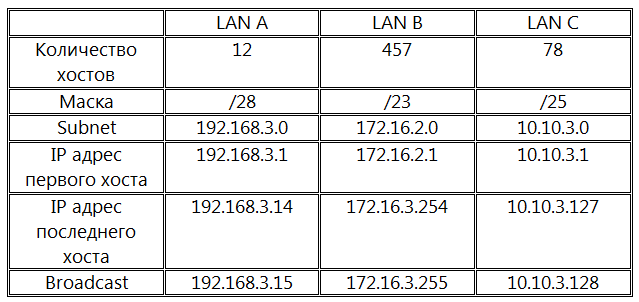 LAN A LAN B LAN C
Количество
хостов 12 457 78
Маска /28 /23 /25
Subnet 192.168.3.0 172.16.2.0 10.10.3.0
IP адрес
первого хоста 192.168.3.1 172.16.2.1 10.10.3.1
IP адрес
последнего
хоста 192.168.3.14 172.16.3.254 10.10.3.127
Broadcast 192.168.3.15 172.16.3.255 10.10.3.128